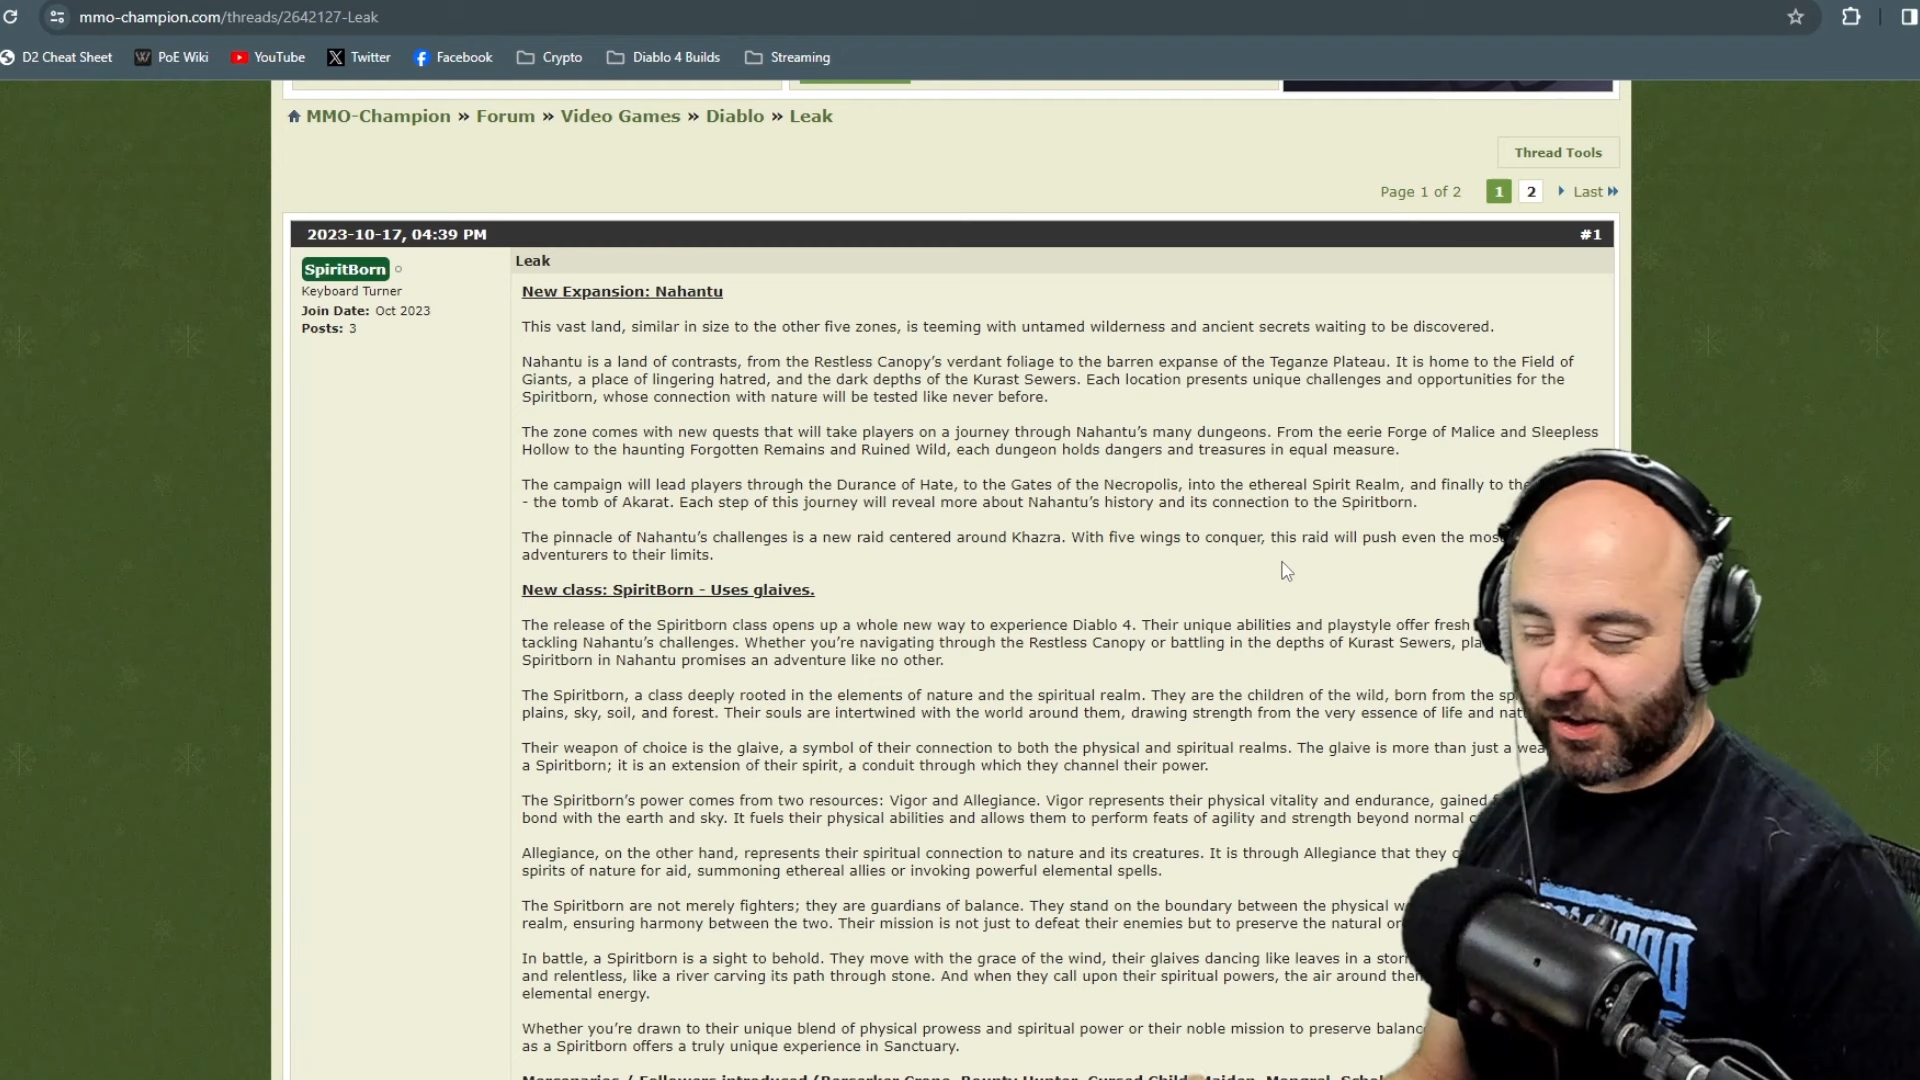 mmo-champion.com/threads/2642127-Leak
D2 Cheat Sheet PoE Wiki YouTube Twitter Facebook Crypto Diablo 4 Builds Streaming
MMO-Champion » Forum » Video Games » Diablo » Leak
Thread Tools
Page 1 of 2 1 2 Last
2023-10-17, 04:39 PM #1
SpiritBorn
Keyboard Turner
Join Date: Oct 2023
Posts: 3
Leak
New Expansion: Nahantu
This vast land, similar in size to the other five zones, is teeming with untamed wilderness and ancient secrets waiting to be discovered.
Nahantu is a land of contrasts, from the Restless Canopy’s verdant foliage to the barren expanse of the Teganze Plateau. It is home to the Field of
Giants, a place of lingering hatred, and the dark depths of the Kurast Sewers. Each location presents unique challenges and opportunities for the
Spiritborn, whose connection with nature will be tested like never before.
The zone comes with new quests that will take players on a journey through Nahantu’s many dungeons. From the eerie Forge of Malice and Sleepless
Hollow to the haunting Forgotten Remains and Ruined Wild, each dungeon holds dangers and treasures in equal measure.
The campaign will lead players through the Durance of Hate, to the Gates of the Necropolis, into the ethereal Spirit Realm, and finally to the
- the tomb of Akarat. Each step of this journey will reveal more about Nahantu’s history and its connection to the Spiritborn.
The pinnacle of Nahantu’s challenges is a new raid centered around Khazra. With five wings to conquer, this raid will push even the most
adventurers to their limits.
New class: SpiritBorn - Uses glaives.
The release of the Spiritborn class opens up a whole new way to experience Diablo 4. Their unique abilities and playstyle offer fresh
tackling Nahantu’s challenges. Whether you’re navigating through the Restless Canopy or battling in the depths of Kurast Sewers,
Spiritborn in Nahantu promises an adventure like no other.
The Spiritborn, a class deeply rooted in the elements of nature and the spiritual realm. They are the children of the wild, born from the
plains, sky, soil, and forest. Their souls are intertwined with the world around them, drawing strength from the very essence of life and
Their weapon of choice is the glaive, a symbol of their connection to both the physical and spiritual realms. The glaive is more than just a
a Spiritborn; it is an extension of their spirit, a conduit through which they channel their power.
The Spiritborn’s power comes from two resources: Vigor and Allegiance. Vigor represents their physical vitality and endurance, gained
bond with the earth and sky. It fuels their physical abilities and allows them to perform feats of agility and strength beyond normal
Allegiance, on the other hand, represents their spiritual connection to nature and its creatures. It is through Allegiance that they
spirits of nature for aid, summoning ethereal allies or invoking powerful elemental spells.
The Spiritborn are not merely fighters; they are guardians of balance. They stand on the boundary between the physical
realm, ensuring harmony between the two. Their mission is not just to defeat their enemies but to preserve the natural
In battle, a Spiritborn is a sight to behold. They move with the grace of the wind, their glaives dancing like leaves in a
and relentless, like a river carving its path through stone. And when they call upon their spiritual powers, the air around
elemental energy.
Whether you’re drawn to their unique blend of physical prowess and spiritual power or their noble mission to preserve
as a Spiritborn offers a truly unique experience in Sanctuary.
Mercenaries / Followers introduced (Berserker Crone, Bounty Hunter, Cursed Child, Maiden, Mongrel,